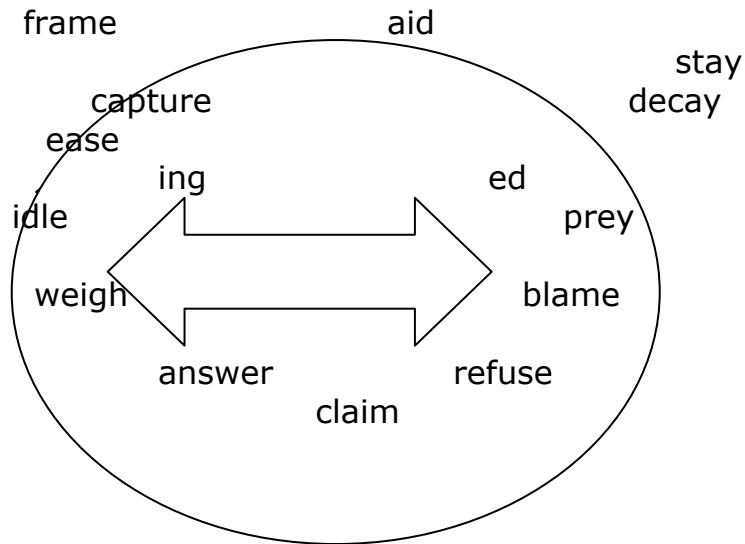 frame aid
stay
capture decay
ease
ing ed
idle prey
weigh blame
answer refuse
claim